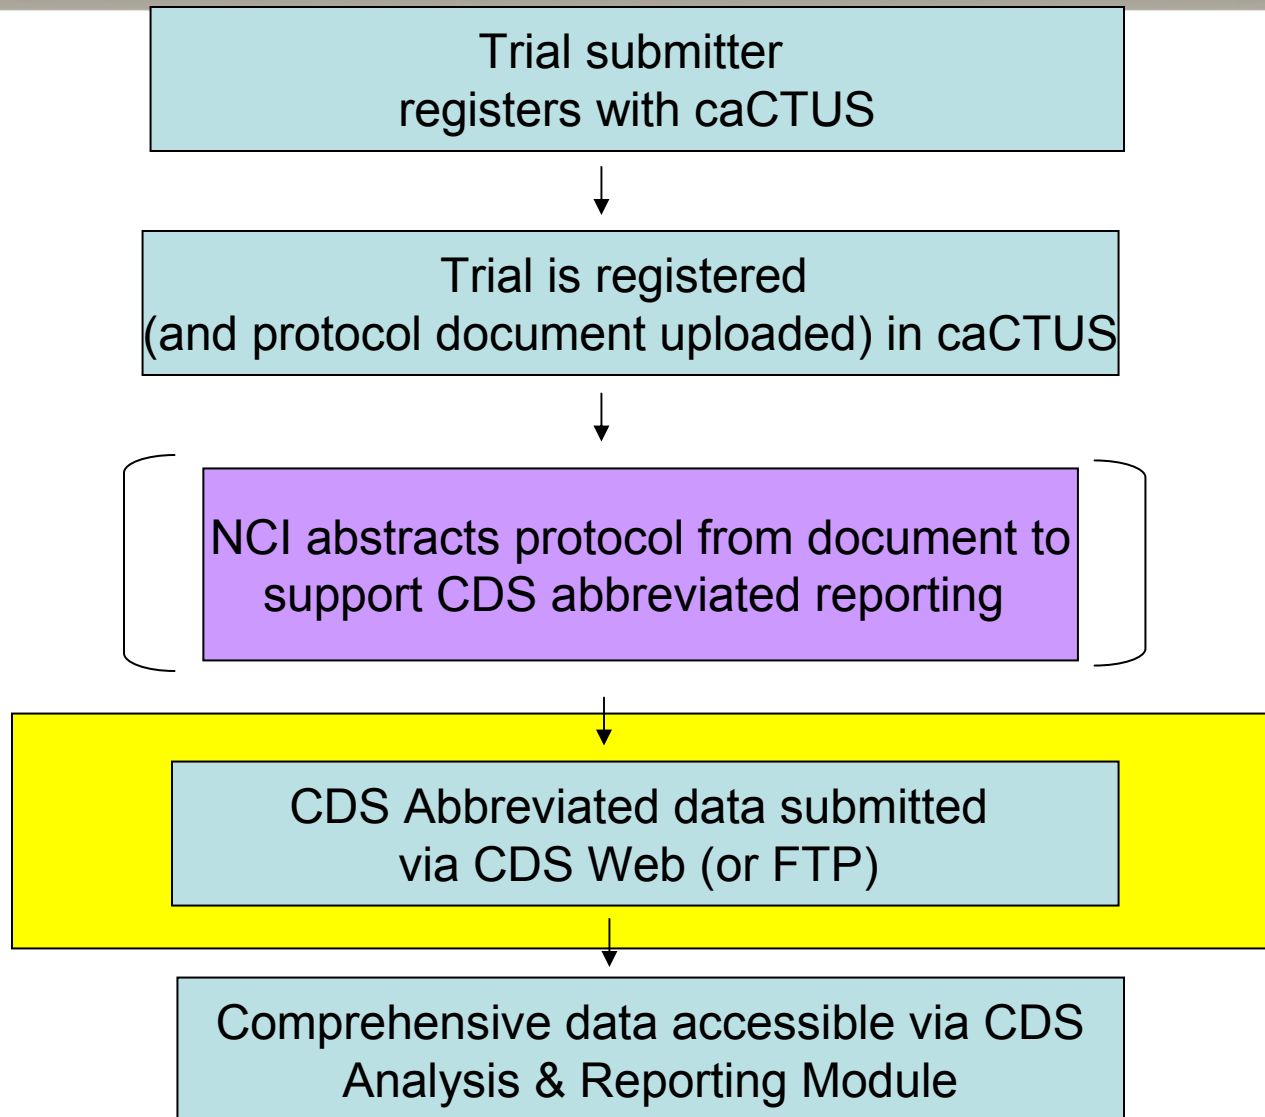 Trial submitter
registers with caCTUS
Trial is registered
(and protocol document uploaded) in caCTUS
NCI abstracts protocol from document to
support CDS abbreviated reporting
CDS Abbreviated data submitted
via CDS Web (or FTP)
Comprehensive data accessible via CDS
Analysis & Reporting Module